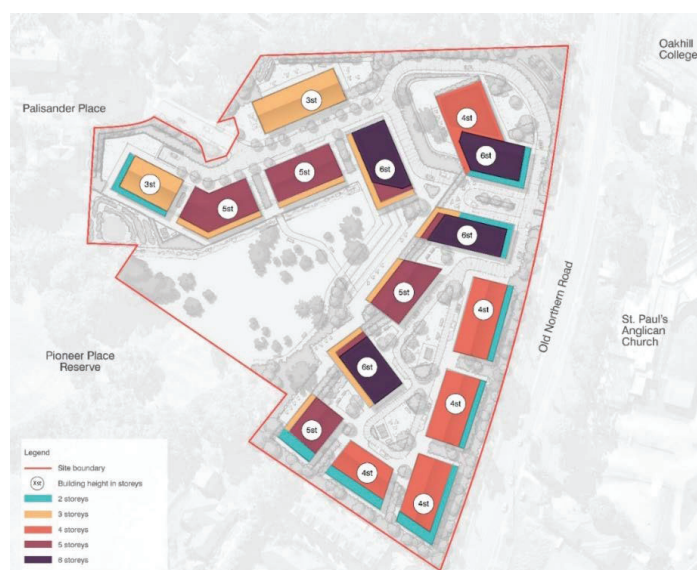 Oakhill
College
Palisander Place
3st
4st
6st
6st
5st
3st
5st
6st
5st
4st
Old Northern Road
St. Paul's
Anglican
Church
Pioneer Place
Reserve
6st
4st
5st
4st
4st
Legend
Site boundary
Xst Building height in storeys
2 storeys
3 storeys
4 storeys
5 storeys
6 storeys